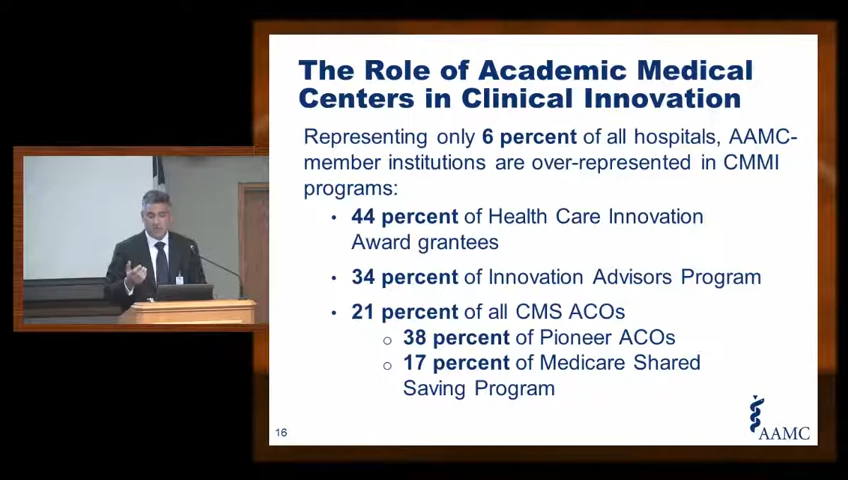 The Role of Academic Medical
Centers in Clinical Innovation
Representing only 6 percent of all hospitals, AAMC-
member institutions are over-represented in CMMI
programs:
• 44 percent of Health Care Innovation
Award grantees
• 34 percent of Innovation Advisors Program
• 21 percent of all CMS ACOs
o 38 percent of Pioneer ACOs
o 17 percent of Medicare Shared
Saving Program
16
AAMC